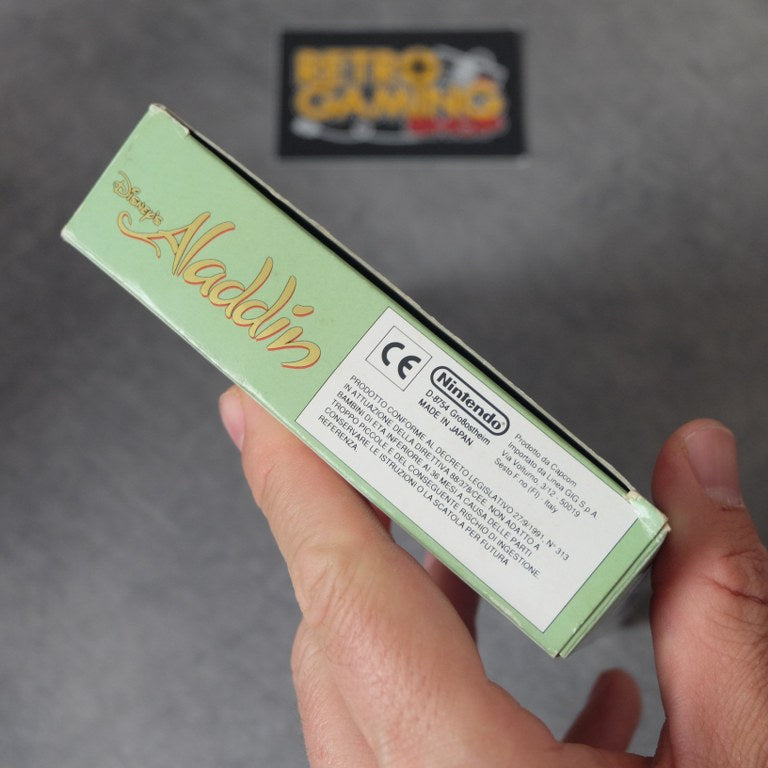 RETRO
GAMING
Disney's
Aladdin
CE
Nintendo
D-8754 Großostheim
MADE IN JAPAN
Prodotto da Capcom
importato da Linea GIG S.p.A
Via Volturno, 3/12 - 50019
Sesto F. no (FI) - Italy
PRODOTTO CONFORME AL DECRETO LEGISLATIVO 27/9/1991, N° 313
IN ATTUAZIONE DELLA DIRETTIVA 88/378/CEE. NON ADATTO A
BAMBINI DI ETA INFERIORE AI 36 MESI A CAUSA DELLE PARTI
TROPPO PICCOLE E DEL CONSEGUENTE RISCHIO DI INGESTIONE.
CONSERVARE LE ISTRUZIONI O LA SCATOLA PER FUTURA
REFERENZA